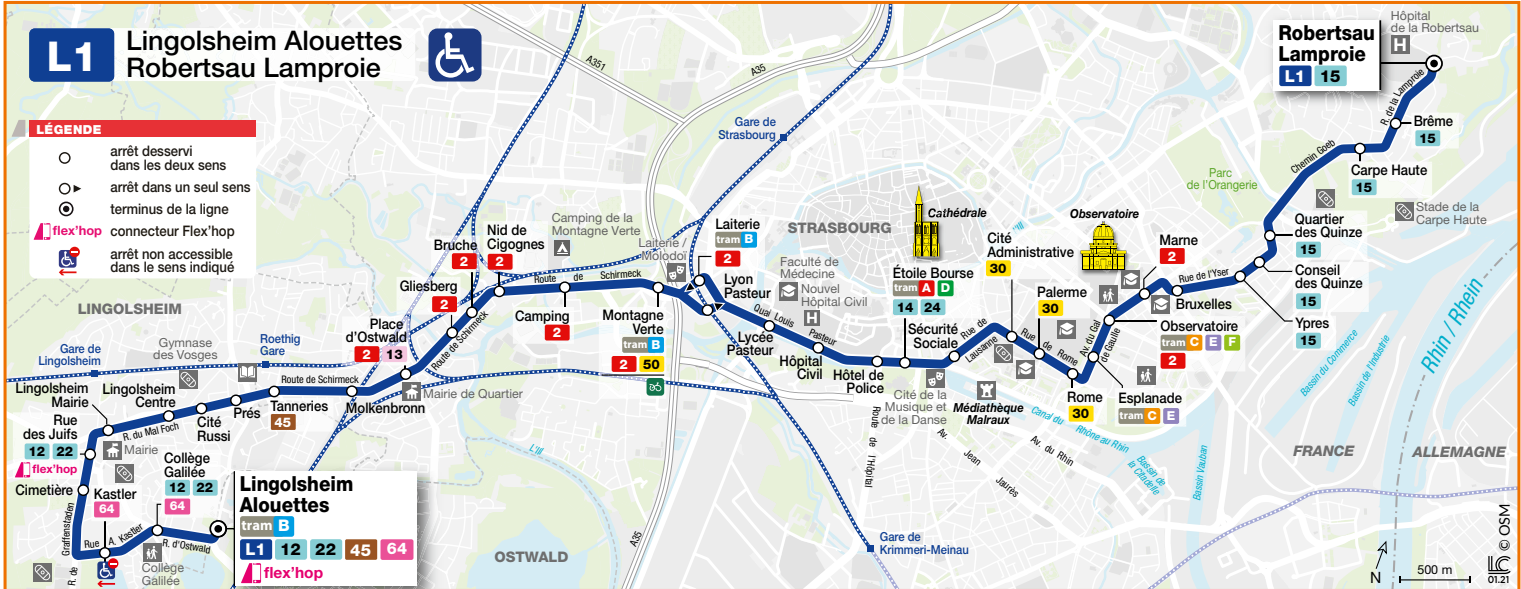 L1
Lingolsheim Alouettes
Robertsau Lamproie
LÉGENDE
arrêt desservi
dans les deux sens
arrêt dans un seul sens
terminus de la ligne
flex'hop
connecteur Flex'hop
arrêt non accessible
dans le sens indiqué
A351
A35
Gare de
Strasbourg
Robertsau
Lamproie
L1 15
Hôpital
de la Robertsau
H
R. de la Lamproie
Brême
15
Chemin Goeb
Carpe Haute
15
Parc
de l'Orangerie
Stade de la
Carpe Haute
Quartier
des Quinze
15
Conseil
des Quinze
15
Ypres
15
Rue de l'Yser
Bruxelles
Marne
2
Observatoire
Observatoire
tram C E F
2
Av. du Gal
de Gaulle
Esplanade
tram C E
Rome
30
Rue de Rome
Palerme
30
Cité
Administrative
30
Rue de
Lausanne
Cathédrale
STRASBOURG
Étoile Bourse
tram A D
14 24
Sécurité
Sociale
Faculté de
Médecine
Nouvel
Hôpital Civil
H
Hôtel de
Police
Hôpital
Civil
Lycée
Pasteur
Quai Louis Pasteur
Lyon
Pasteur
Laiterie
tram B
2
Laiterie /
Molodoï
Camping de la
Montagne Verte
Route de Schirmeck
Montagne
Verte
tram B
2 50
Camping
2
Nid de
Cigognes
2
Bruche
2
Gliesberg
2
Route de Schirmeck
Place
d'Ostwald
2 13
Mairie de Quartier
Molkenbronn
Route de Schirmeck
LINGOLSHEIM
Gare de
Lingolsheim
Gymnase
des Vosges
Roethig
Gare
Tanneries
45
Prés
Cité
Russi
Lingolsheim
Centre
R. du Mal Foch
Lingolsheim
Mairie
Mairie
Rue
des Juifs
12 22
flex'hop
Cimetière
R. de Graffenstaden
Kastler
64
Rue A. Kastler
Collège
Galilée
12 22
64
R. d'Ostwald
Collège
Galilée
Lingolsheim
Alouettes
tram B
L1 12 22 45 64
flex'hop
L'Ill
Ill
OSTWALD
A35
Gare de
Krimmeri-Meinau
Route de l'Hôpital
Cité de la
Musique et
de la Danse
Médiathèque
Malraux
Canal du Rhône au Rhin
Av. Jean Jaurès
Av. du Rhin
Bassin de
la Citadelle
Bassin Vauban
Bassin du Commerce
Bassin de l'Industrie
Rhin / Rhein
FRANCE
ALLEMAGNE
N
500 m
© OSM
01.21